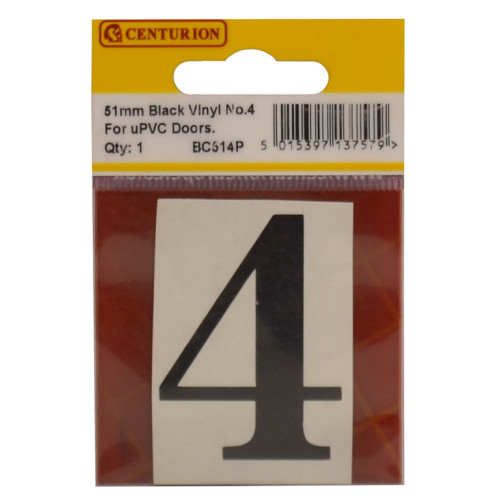 CENTURION
51mm Black Vinyl No.4
For uPVC Doors.
Qty: 1 BC514P
5 015397 137579 >
4